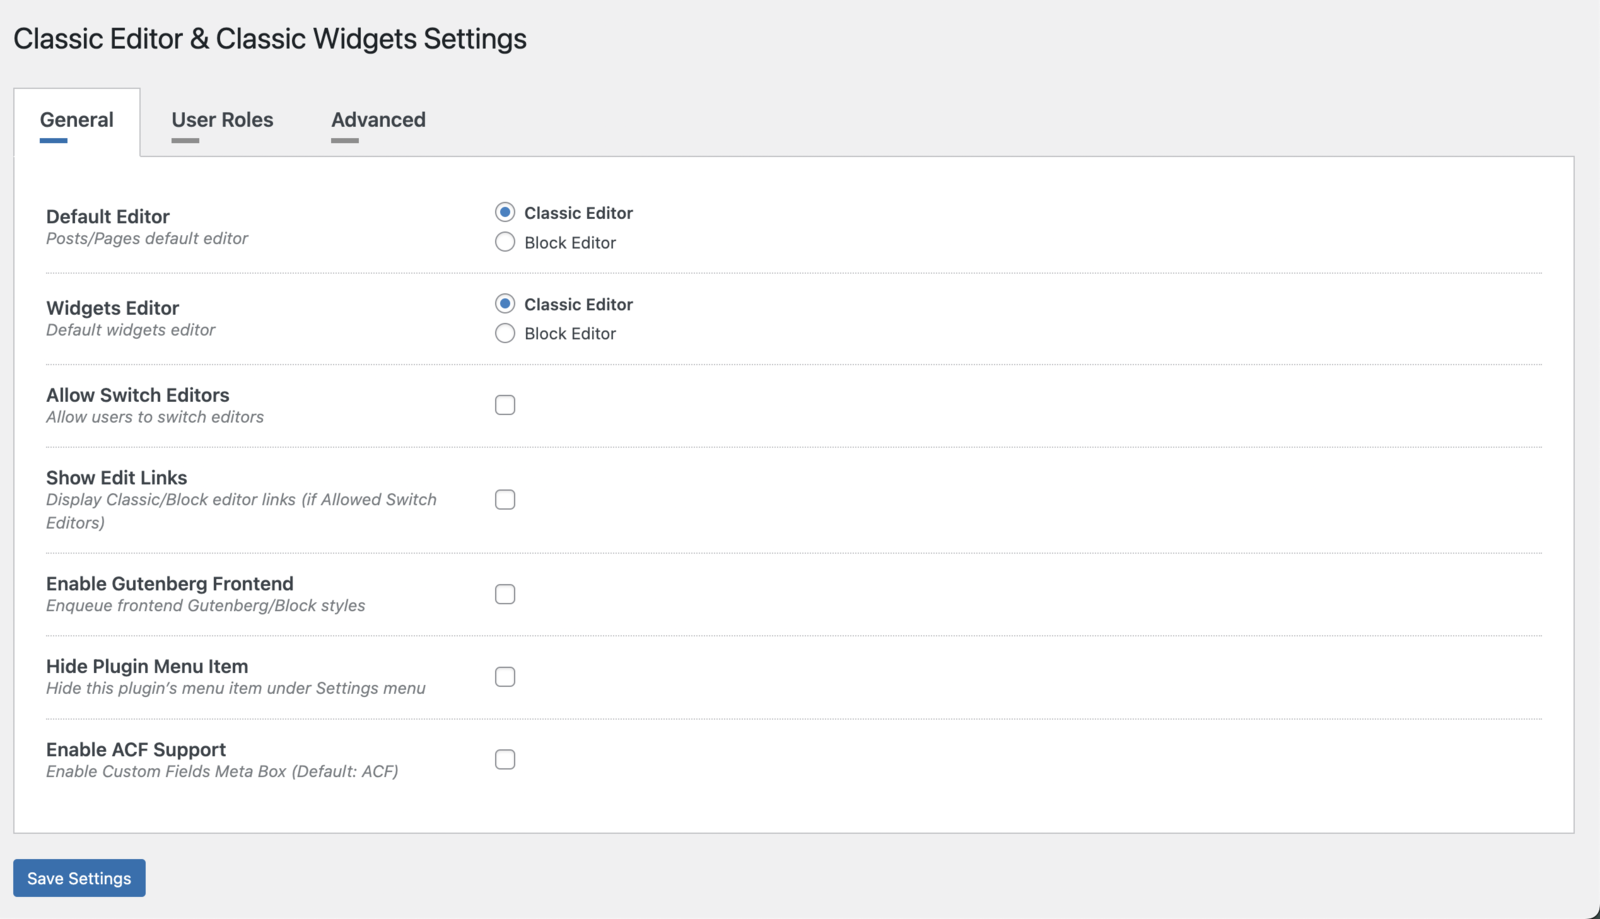 Classic Editor & Classic Widgets Settings
General
User Roles
Advanced
Default Editor
Posts/Pages default editor
Classic Editor
Block Editor
Widgets Editor
Default widgets editor
Classic Editor
Block Editor
Allow Switch Editors
Allow users to switch editors
Show Edit Links
Display Classic/Block editor links (if Allowed Switch
Editors)
Enable Gutenberg Frontend
Enqueue frontend Gutenberg/Block styles
Hide Plugin Menu Item
Hide this plugin’s menu item under Settings menu
Enable ACF Support
Enable Custom Fields Meta Box (Default: ACF)
Save Settings